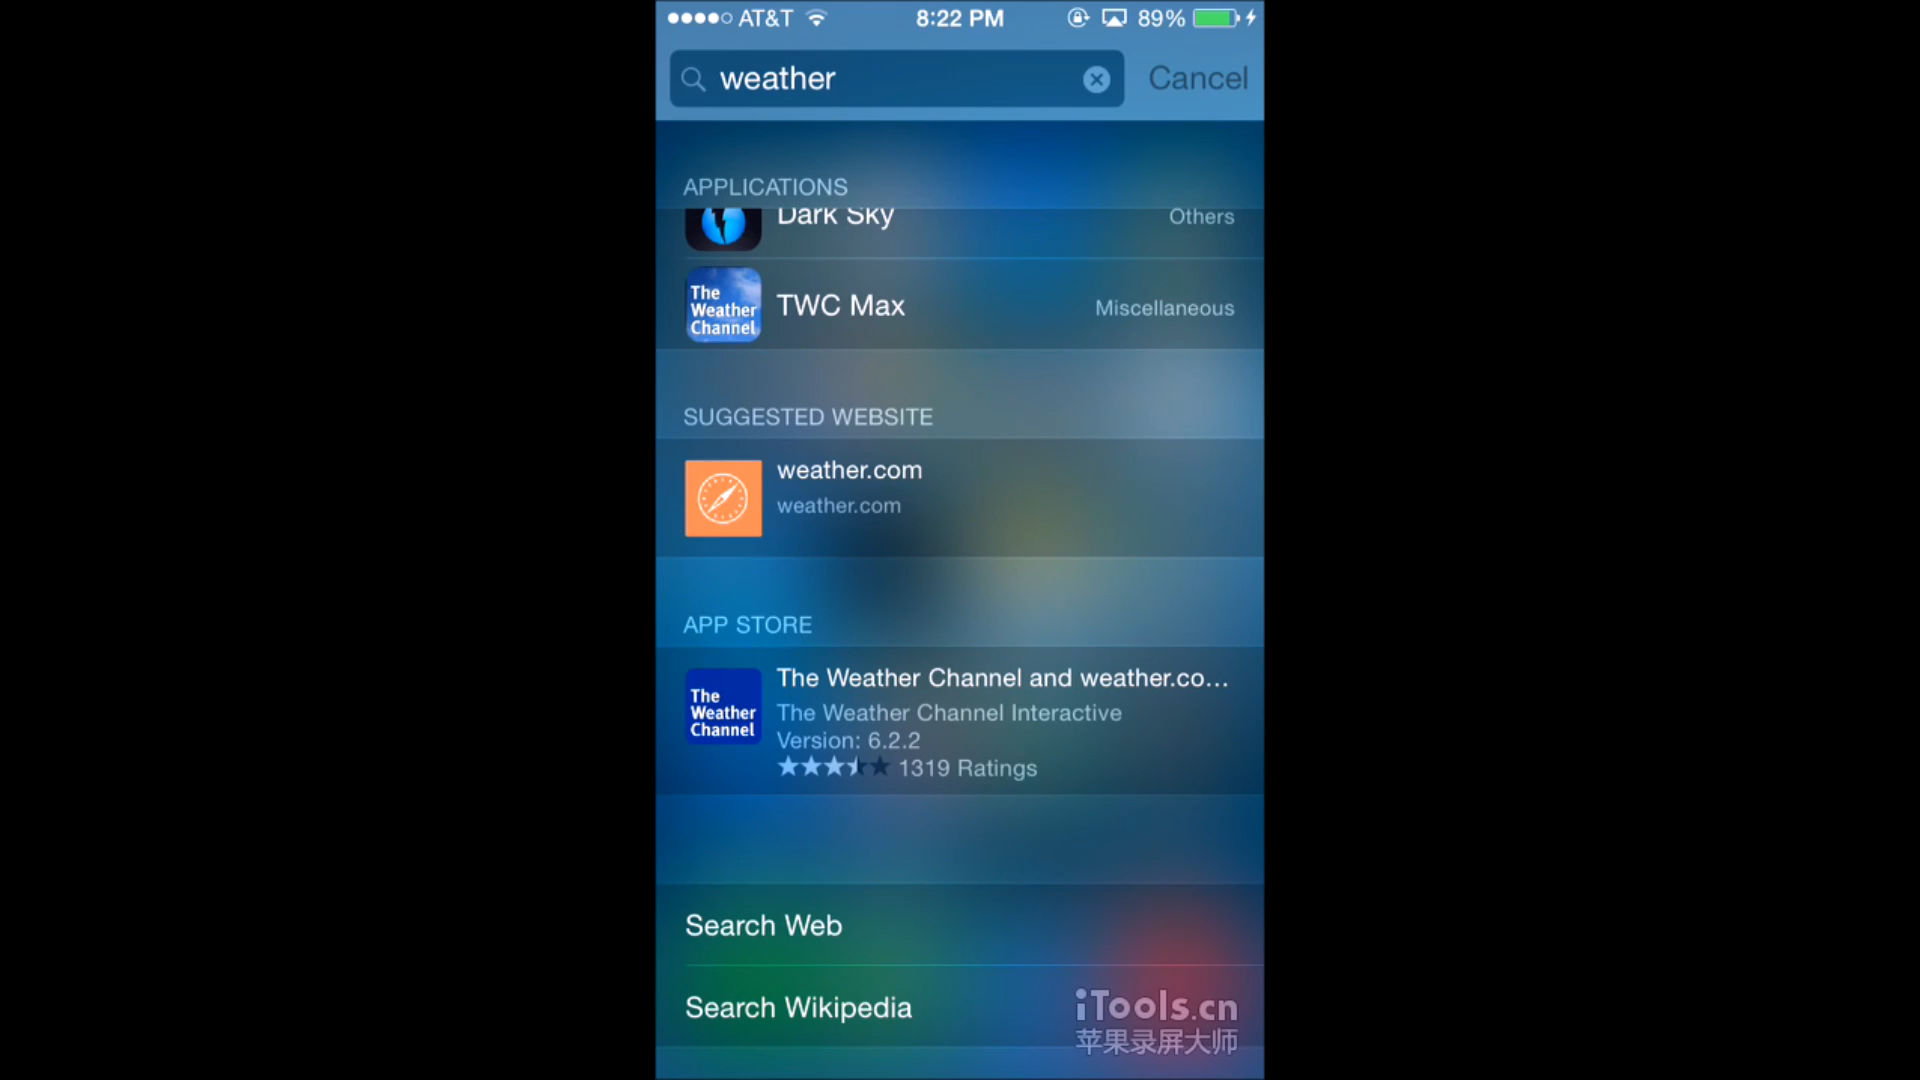 AT&T 8:22 PM 89%
weather Cancel
APPLICATIONS
Dark Sky Others
The
Weather
Channel
TWC Max Miscellaneous
SUGGESTED WEBSITE
weather.com
weather.com
APP STORE
The
Weather
Channel
The Weather Channel and weather.co...
The Weather Channel Interactive
Version: 6.2.2
1319 Ratings
Search Web
Search Wikipedia
iTools.cn
苹果录屏大师